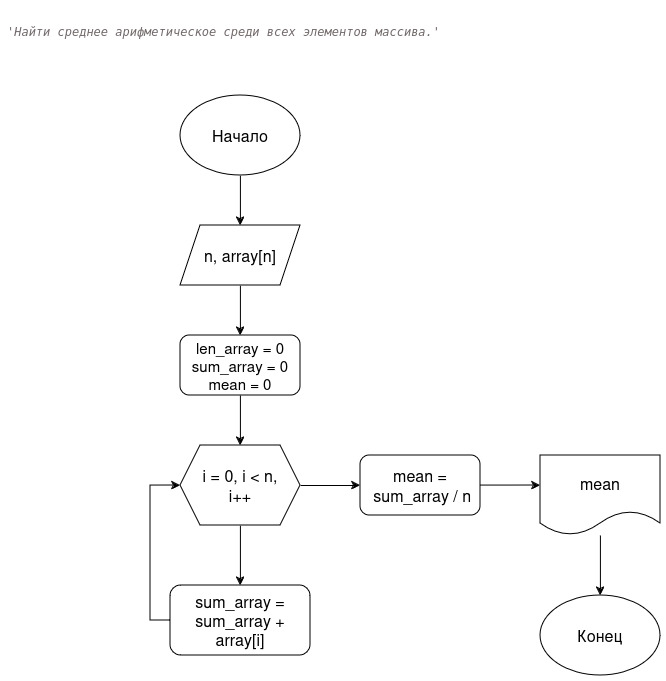 'Найти среднее арифметическое среди всех элементов массива.'
Начало
n, array[n]
len_array = 0
sum_array = 0
mean = 0
i = 0, i < n,
i++
mean =
sum_array / n
mean
sum_array =
sum_array +
array[i]
Конец